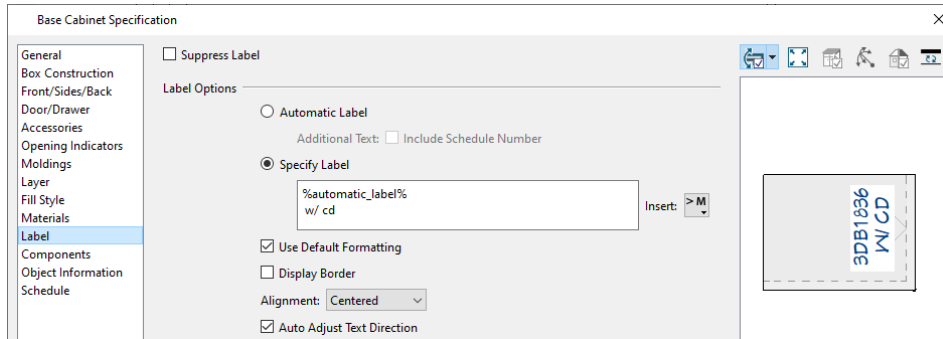 Base Cabinet Specification
General
Box Construction
Front/Sides/Back
Door/Drawer
Accessories
Opening Indicators
Moldings
Layer
Fill Style
Materials
Label
Components
Object Information
Schedule
Suppress Label
Label Options
Automatic Label
Additional Text: Include Schedule Number
Specify Label
%automatic_label%
w/ cd
Insert: >M
Use Default Formatting
Display Border
Alignment: Centered
Auto Adjust Text Direction
3DB1836
W/ CD